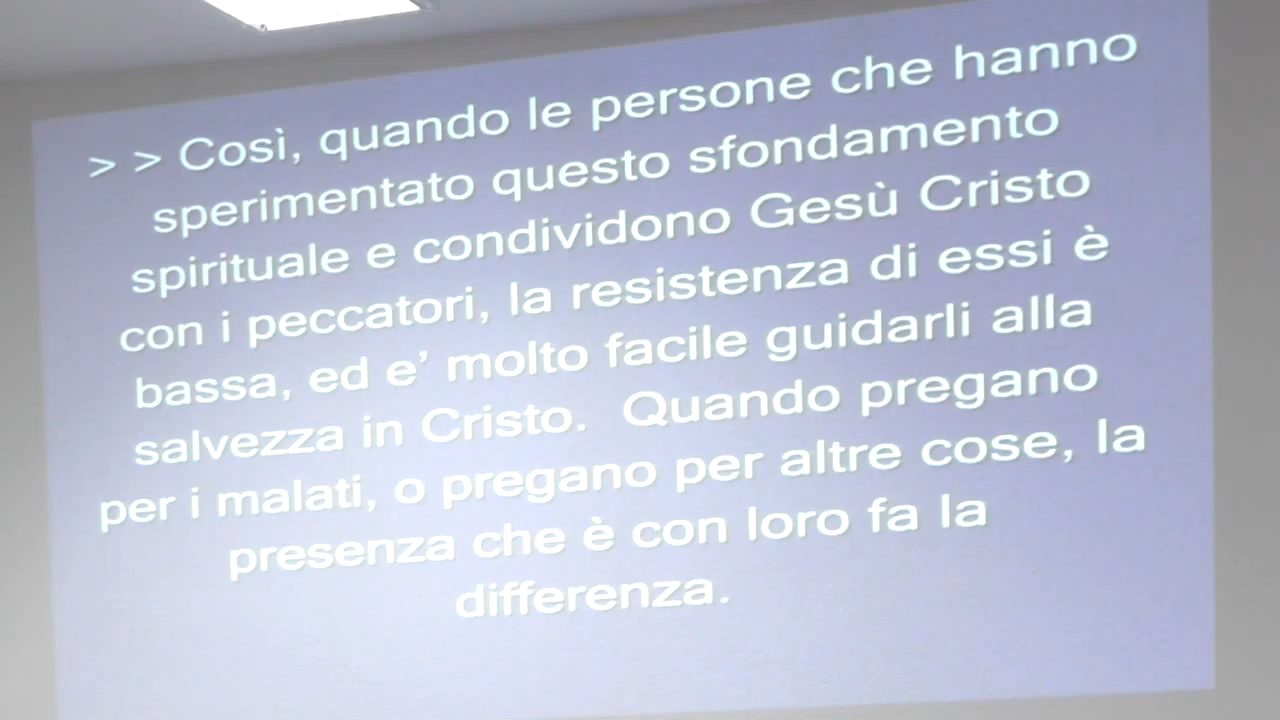 > > Così, quando le persone che hanno
sperimentato questo sfondamento
spirituale e condividono Gesù Cristo
con i peccatori, la resistenza di essi è
bassa, ed e’ molto facile guidarli alla
salvezza in Cristo. Quando pregano
per i malati, o pregano per altre cose, la
presenza che è con loro fa la
differenza.